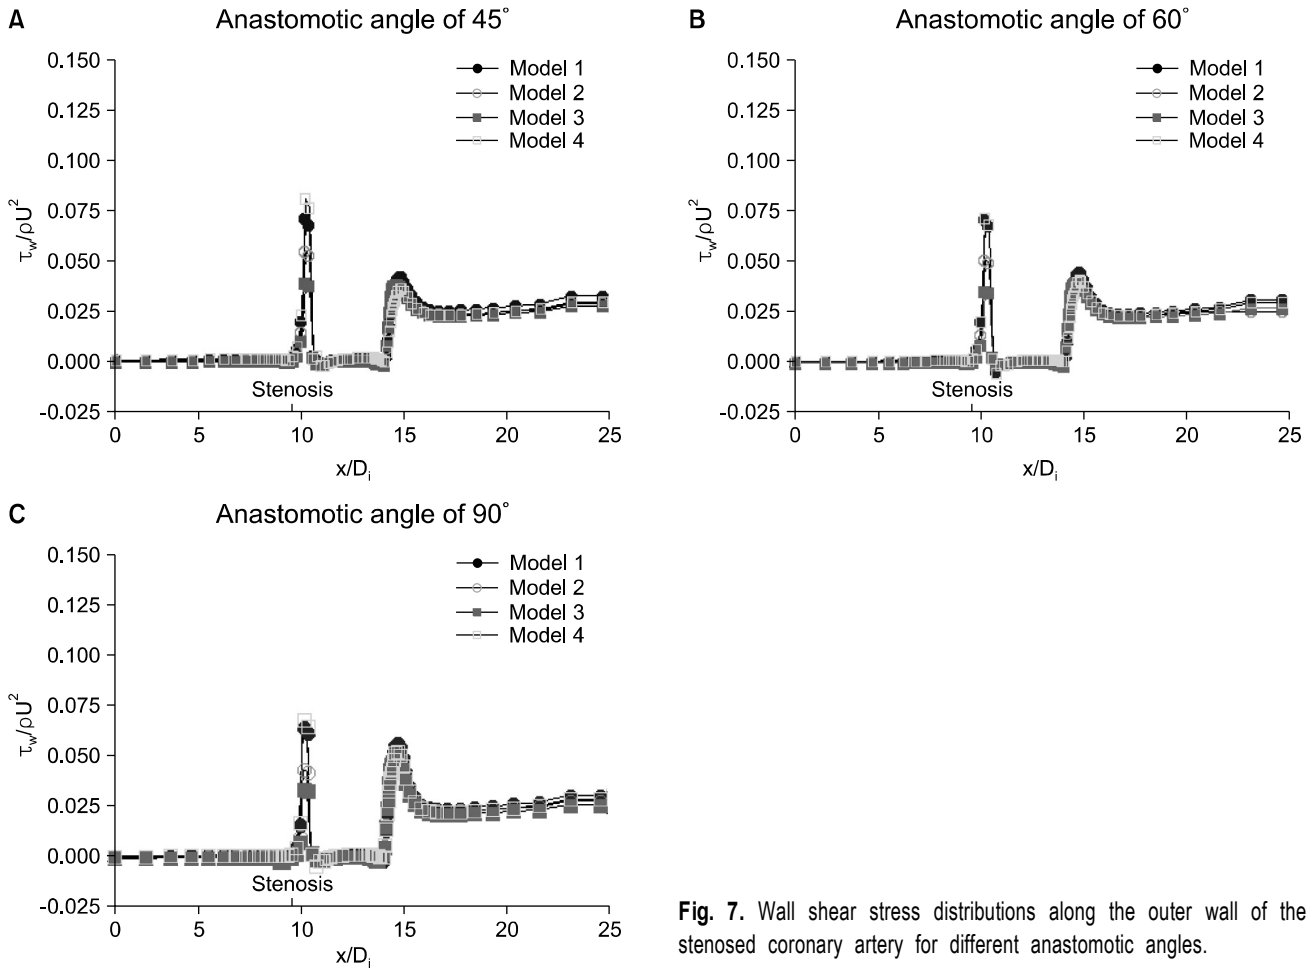 A
Anastomotic angle of 45°
0.150
0.125
0.100
0.075
0.050
0.025
0.000
-0.025
τw/ρU²
Model 1
Model 2
Model 3
Model 4
Stenosis
0 5 10 15 20 25
x/Di
B
Anastomotic angle of 60°
0.150
0.125
0.100
0.075
0.050
0.025
0.000
-0.025
τw/ρU²
Model 1
Model 2
Model 3
Model 4
Stenosis
0 5 10 15 20 25
x/Di
C
Anastomotic angle of 90°
0.150
0.125
0.100
0.075
0.050
0.025
0.000
-0.025
τw/ρU²
Model 1
Model 2
Model 3
Model 4
Stenosis
0 5 10 15 20 25
x/Di
Fig. 7. Wall shear stress distributions along the outer wall of the
stenosed coronary artery for different anastomotic angles.